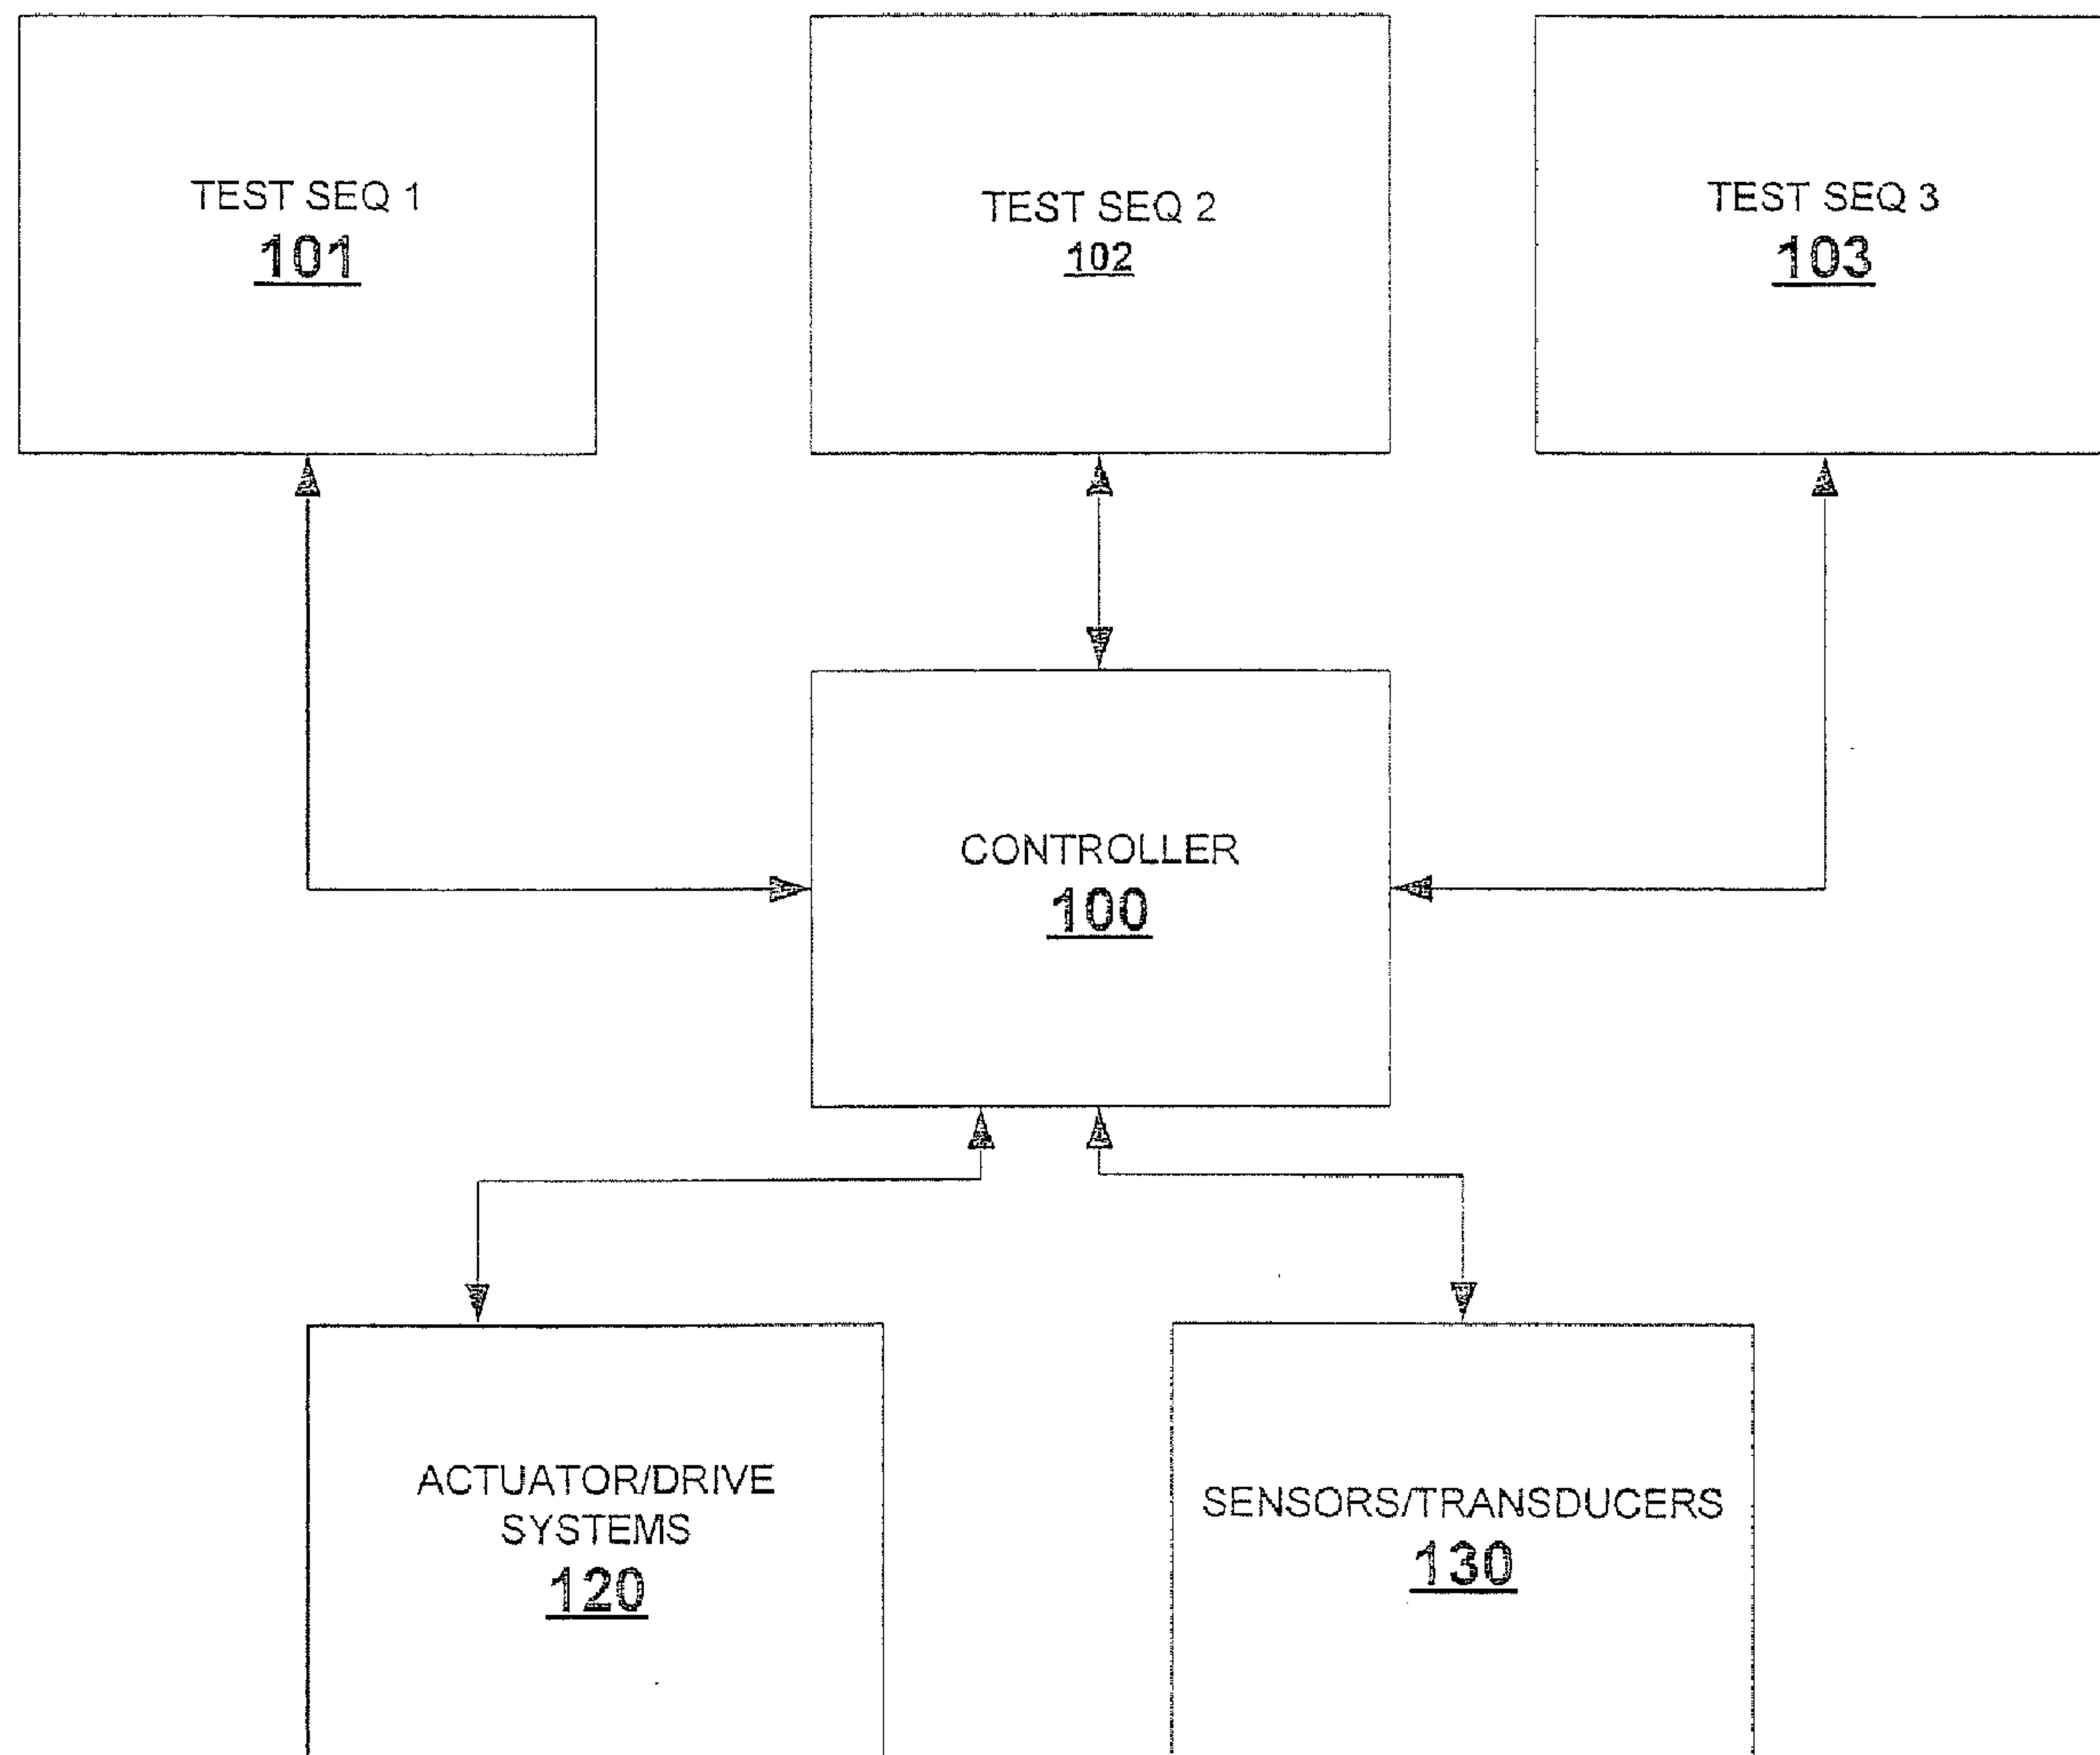 TEST SEQ 1
101
TEST SEQ 2
102
TEST SEQ 3
103
CONTROLLER
100
ACTUATOR/DRIVE
SYSTEMS
120
SENSORS/TRANSDUCERS
130